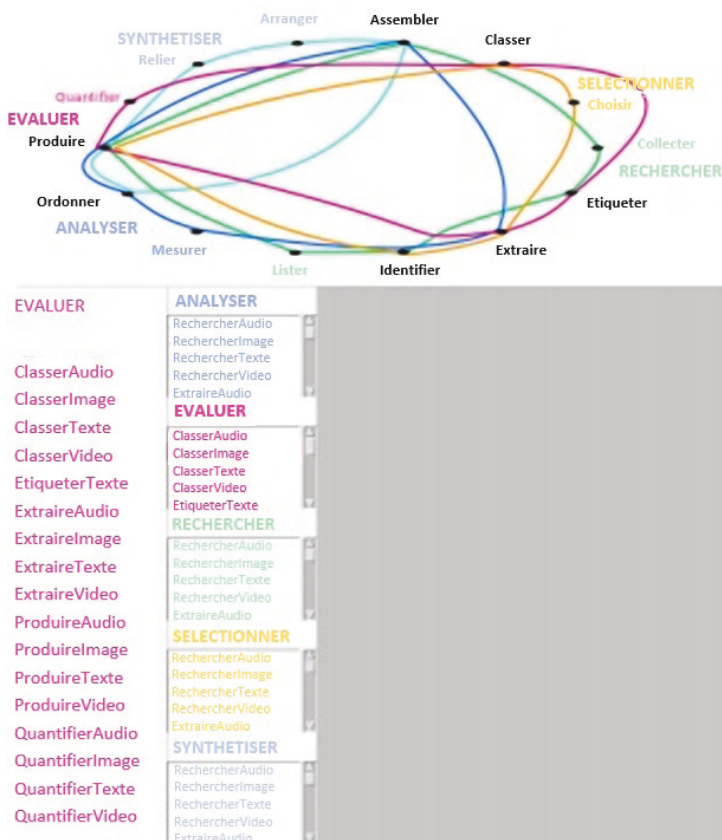 Arranger
Assembler
SYNTHETISER
Classer
Relier
SELECTIONNER
Quantifier
Choisir
EVALUER
Produire
Collecter
RECHERCHER
Ordonner
Etiqueter
ANALYSER
Mesurer
Extraire
Lister
Identifier
EVALUER
ClasserAudio
ClasserImage
ClasserTexte
ClasserVideo
EtiqueterTexte
ExtraireAudio
ExtraireImage
ExtraireTexte
ExtraireVideo
ProduireAudio
ProduireImage
ProduireTexte
ProduireVideo
QuantifierAudio
QuantifierImage
QuantifierTexte
QuantifierVideo
ANALYSER
RechercherAudio
RechercherImage
RechercherTexte
RechercherVideo
ExtraireAudio
EVALUER
ClasserAudio
ClasserImage
ClasserTexte
ClasserVideo
EtiqueterTexte
RECHERCHER
RechercherAudio
RechercherImage
RechercherTexte
RechercherVideo
ExtraireAudio
SELECTIONNER
RechercherAudio
RechercherImage
RechercherTexte
RechercherVideo
ExtraireAudio
SYNTHETISER
RechercherAudio
RechercherImage
RechercherTexte
RechercherVideo
ExtraireAudio